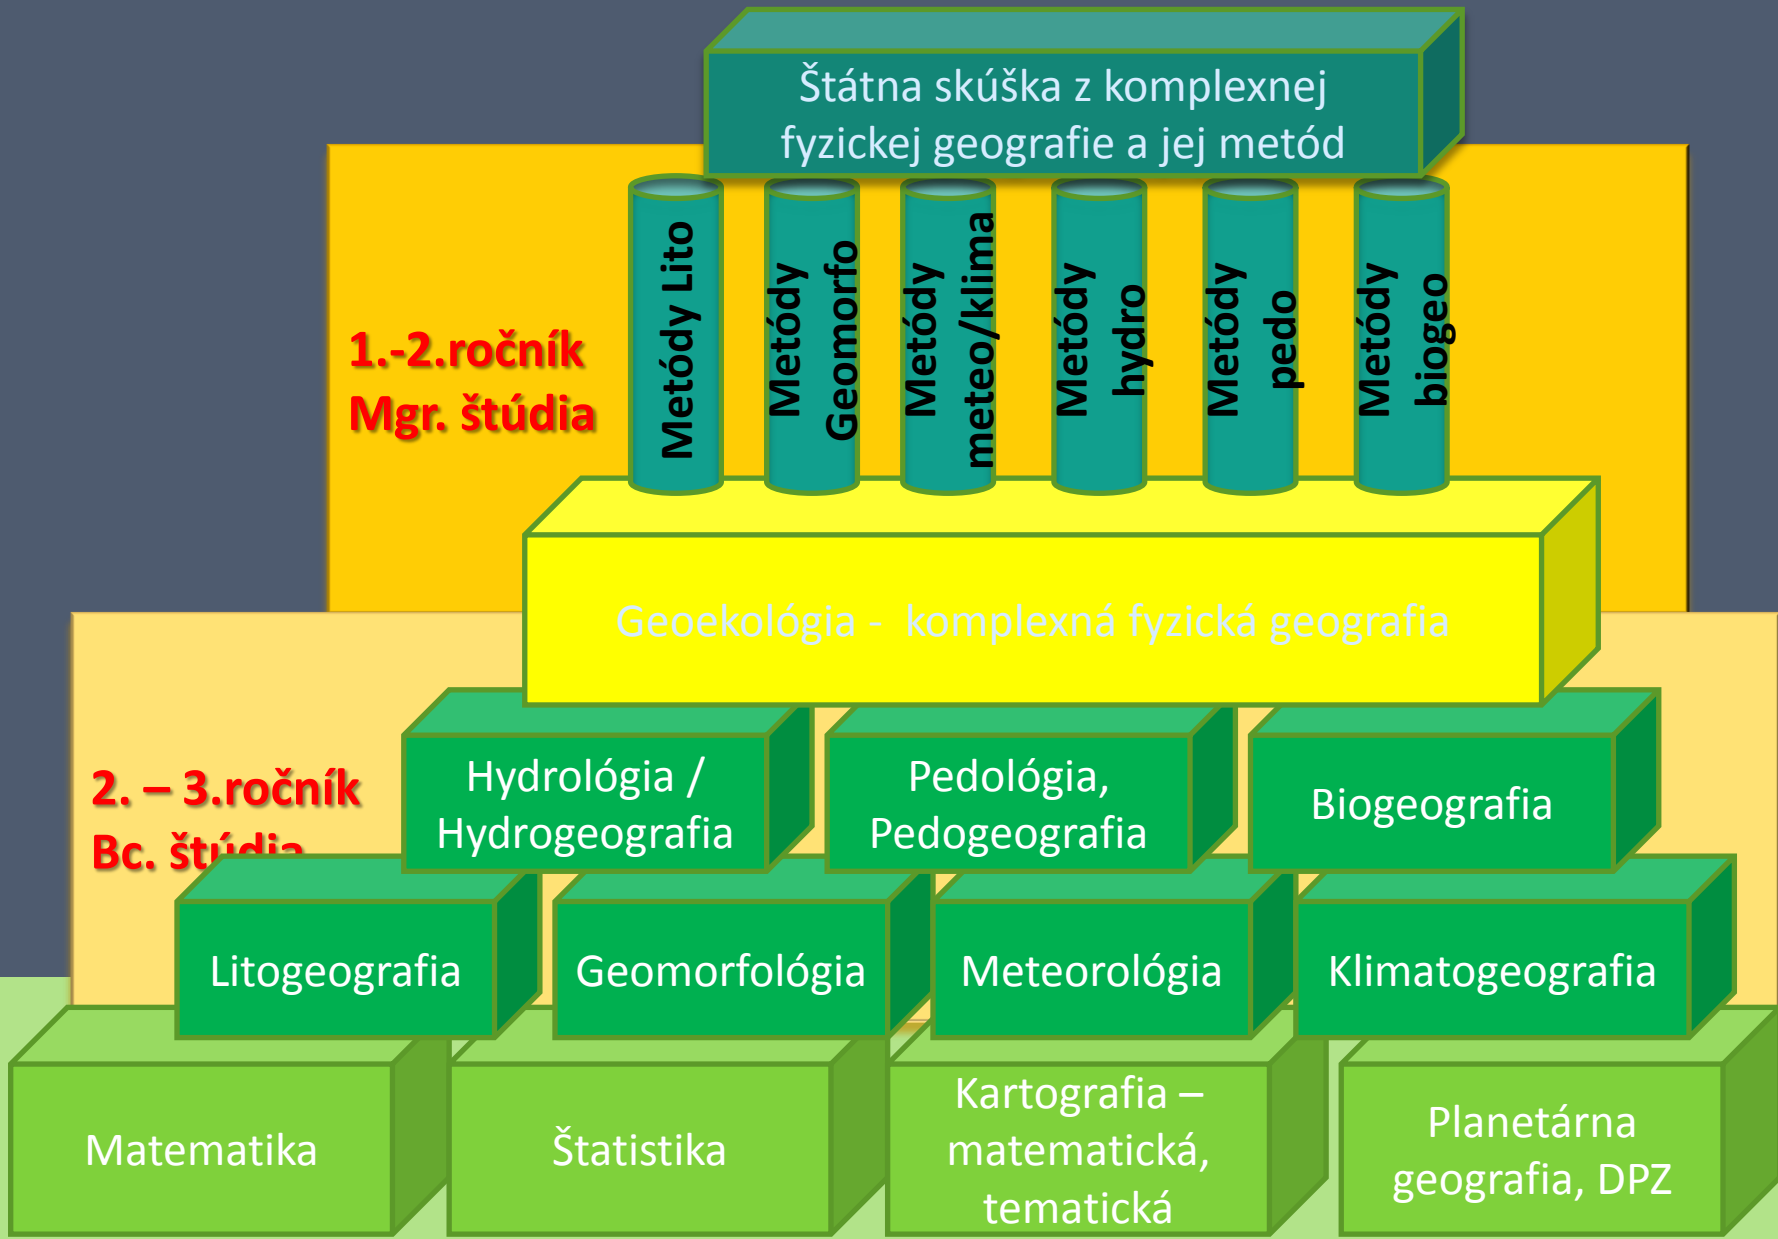 Štátna skúška z komplexnej
fyzickej geografie a jej metód
1.-2.ročník
Mgr. štúdia
Metódy Lito
Metódy
Geomorfo
Metódy
meteo/klima
Metódy
hydro
Metódy
pedo
Metódy
biogeo
Geoekológia - komplexná fyzická geografia
2. – 3.ročník
Bc. štúdia
Hydrológia /
Hydrogeografia
Pedológia,
Pedogeografia
Biogeografia
Litogeografia
Geomorfológia
Meteorológia
Klimatogeografia
Matematika
Štatistika
Kartografia –
matematická,
tematická
Planetárna
geografia, DPZ